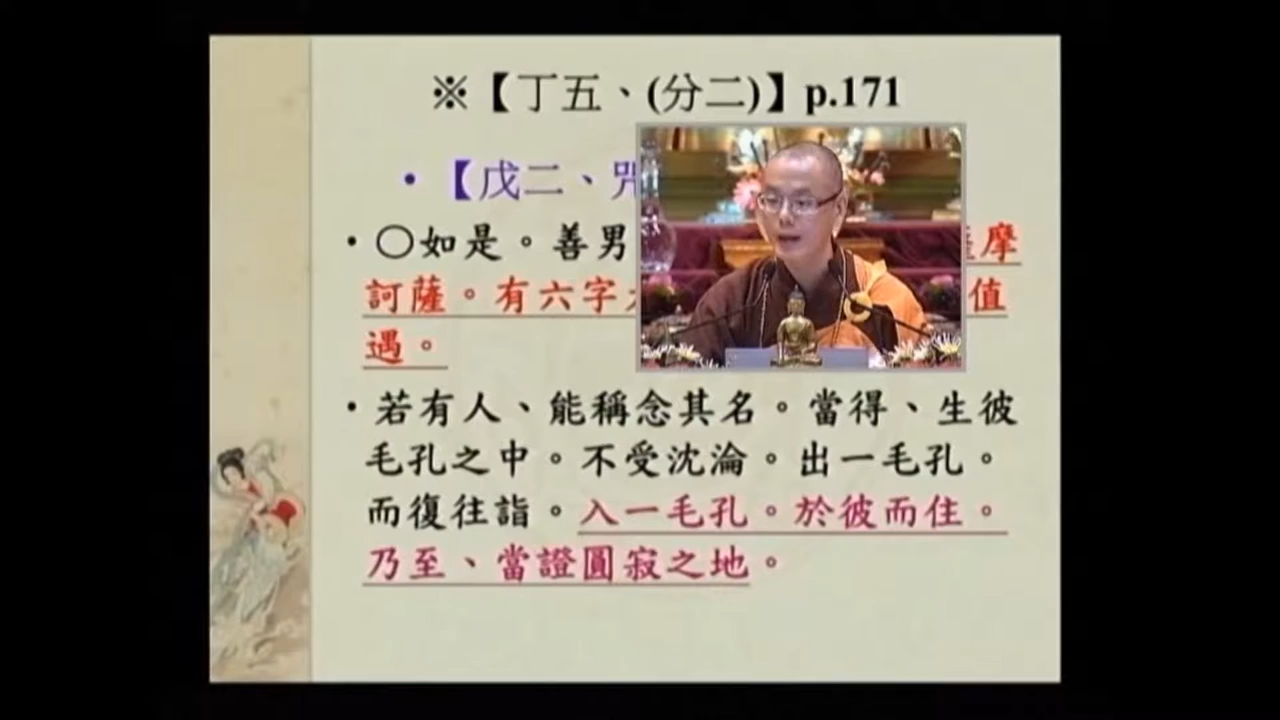 ※【丁五、(分二)】p.171
•【戊二、
•〇如是。善男 摩
訶薩。有六字 值
遇。
•若有人、能稱念其名。當得、生彼
毛孔之中。不受沈淪。出一毛孔。
而復往詣。入一毛孔。於彼而住。
乃至、當證圓寂之地。